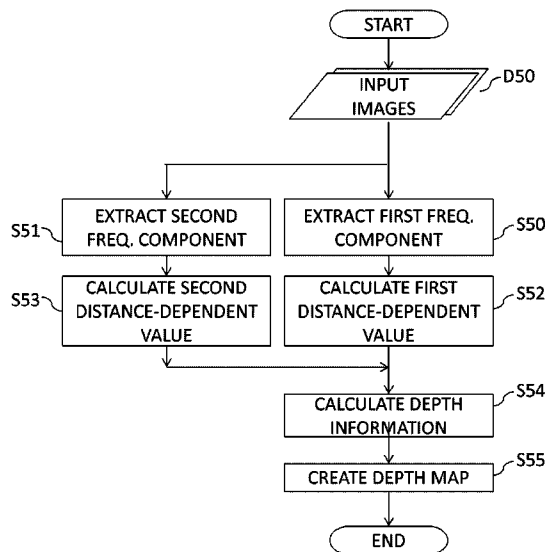 START
INPUT
IMAGES
D50
EXTRACT SECOND
FREQ. COMPONENT
S51
EXTRACT FIRST FREQ.
COMPONENT
S50
CALCULATE SECOND
DISTANCE-DEPENDENT
VALUE
S53
CALCULATE FIRST
DISTANCE-DEPENDENT
VALUE
S52
CALCULATE DEPTH
INFORMATION
S54
CREATE DEPTH MAP
S55
END